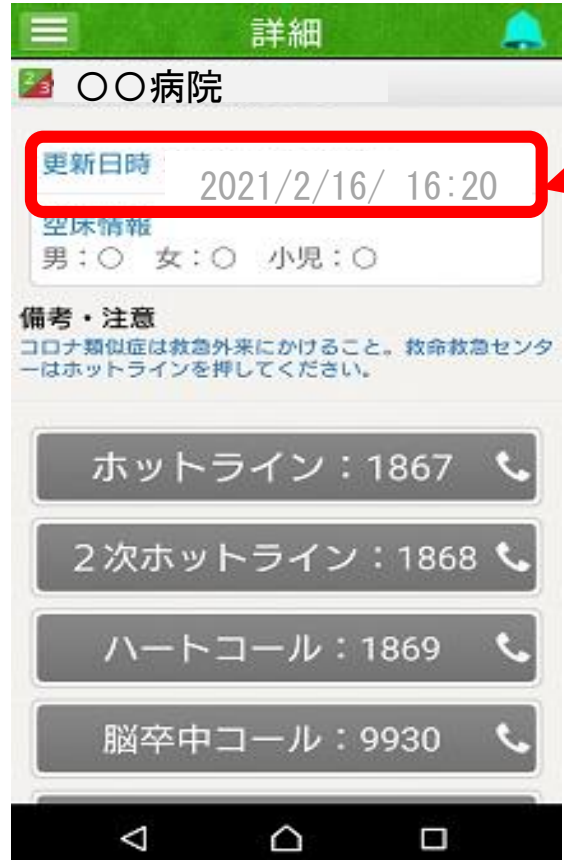 詳細
2 3 〇〇病院
更新日時 2021/2/16/ 16:20
空床情報
男：○ 女：○ 小児：○
備考・注意
コロナ類似症は救急外来にかけること。救命救急センタ
ーはホットラインを押してください。
ホットライン：1867
２次ホットライン：1868
ハートコール：1869
脳卒中コール：9930